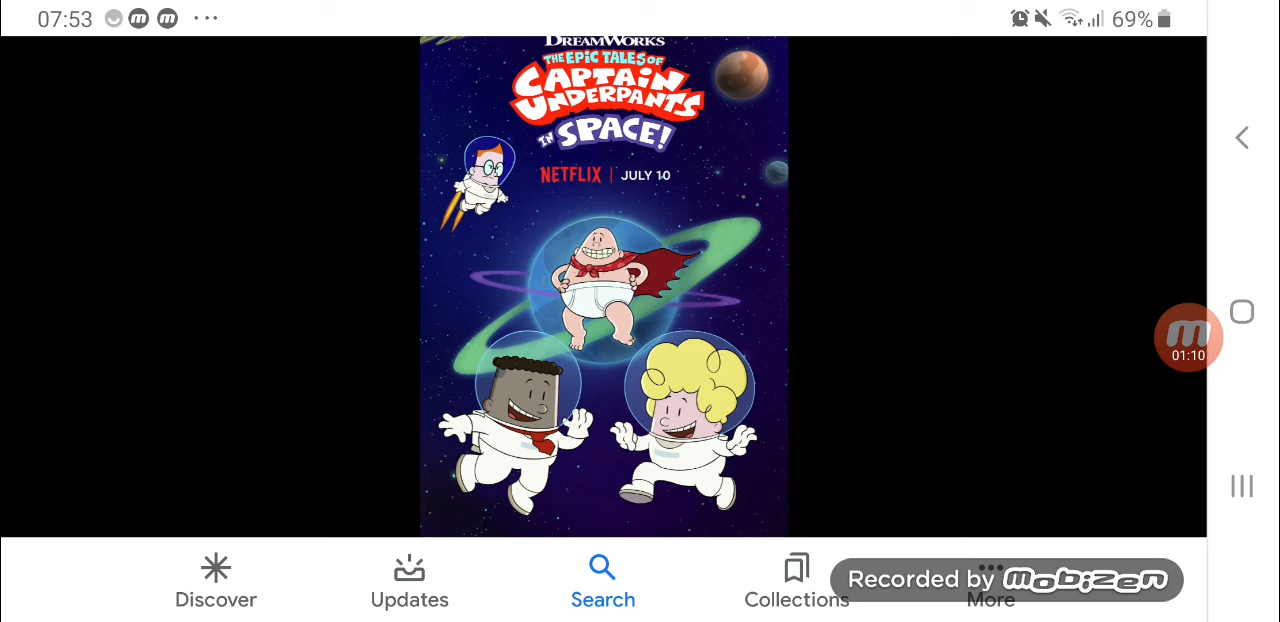 07:53
69%
DREAMWORKS
THE EPIC TALES OF
CAPTAIN
UNDERPANTS
IN SPACE!
NETFLIX | JULY 10
m
01:10
Discover
Updates
Search
Collections
More
Recorded by mobizen